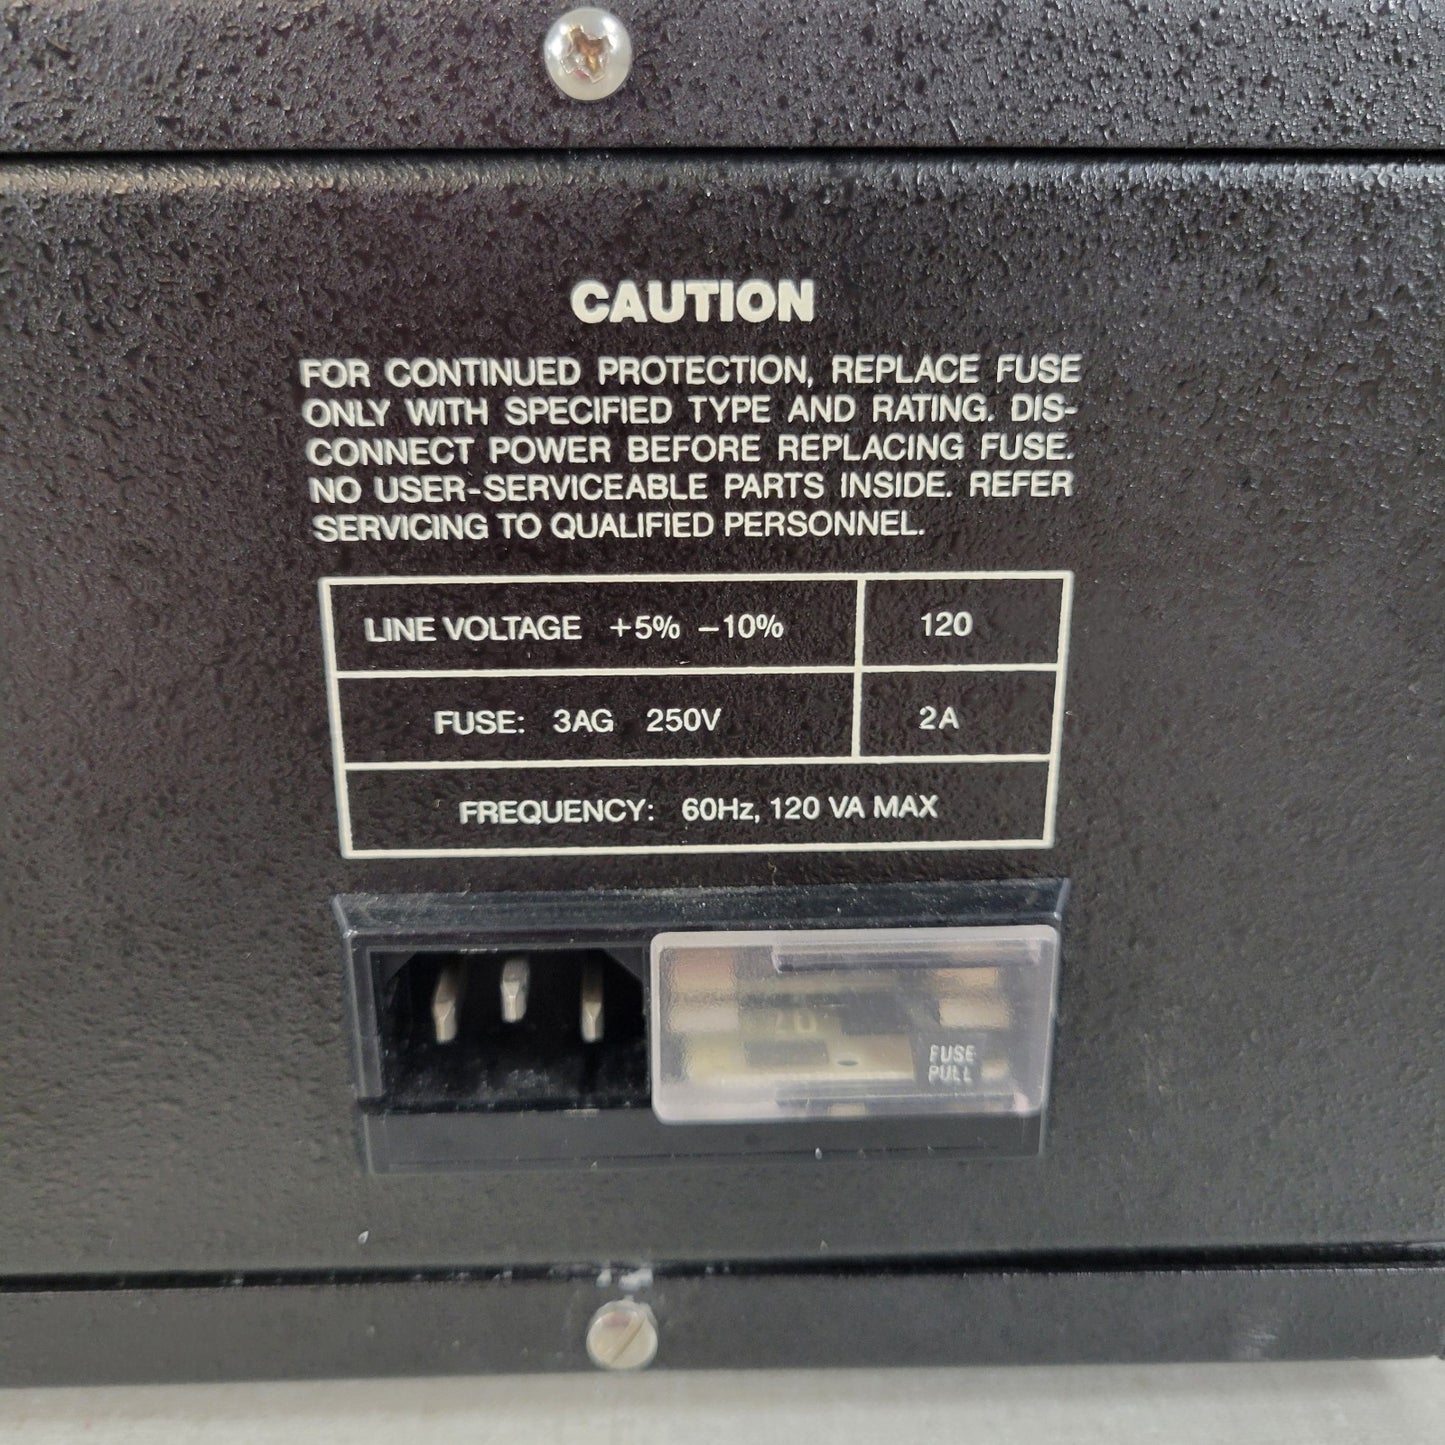 CAUTION
FOR CONTINUED PROTECTION, REPLACE FUSE
ONLY WITH SPECIFIED TYPE AND RATING. DIS-
CONNECT POWER BEFORE REPLACING FUSE.
NO USER-SERVICEABLE PARTS INSIDE. REFER
SERVICING TO QUALIFIED PERSONNEL.
LINE VOLTAGE +5% –10% 120
FUSE: 3AG 250V 2A
FREQUENCY: 60Hz, 120 VA MAX
FUSE
PULL